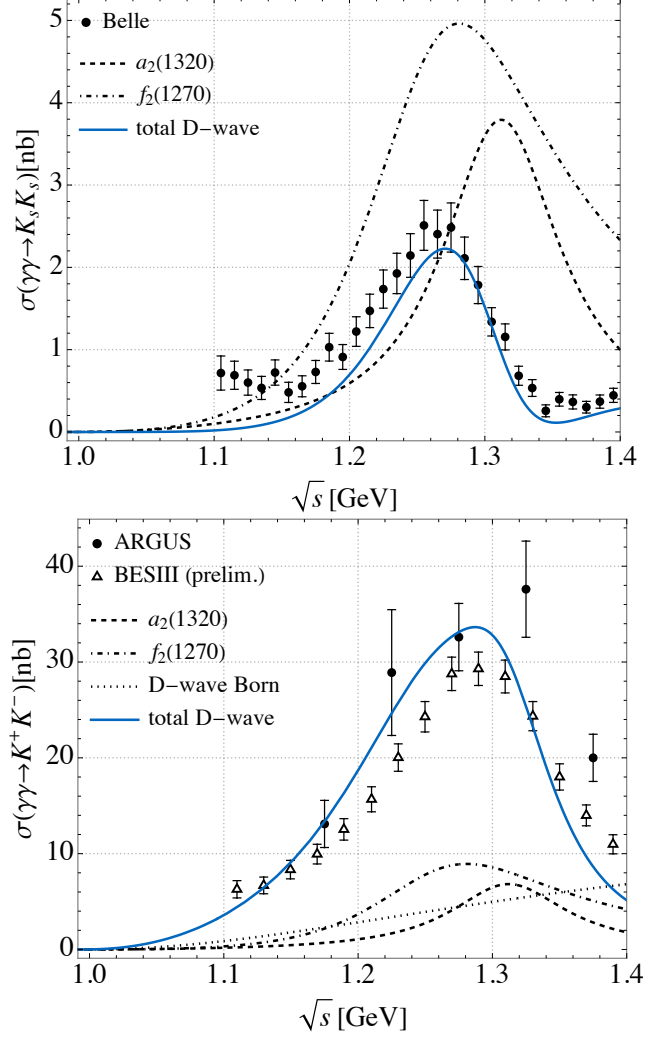 5
4
3
2
1
0
σ(γγ→K_sK_s)[nb]
Belle
a₂(1320)
f₂(1270)
total D−wave
1.0 1.1 1.2 1.3 1.4
√s [GeV]
40
30
20
10
0
σ(γγ→K⁺K⁻)[nb]
ARGUS
BESIII (prelim.)
a₂(1320)
f₂(1270)
D−wave Born
total D−wave
1.0 1.1 1.2 1.3 1.4
√s [GeV]